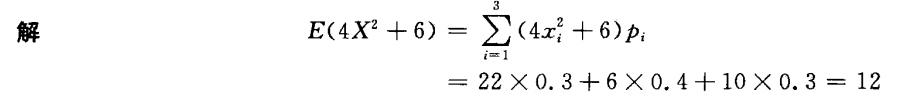 解 E(4X² + 6) = ∑_{i=1}^{3} (4x_i² + 6) p_i
= 22 × 0.3 + 6 × 0.4 + 10 × 0.3 = 12